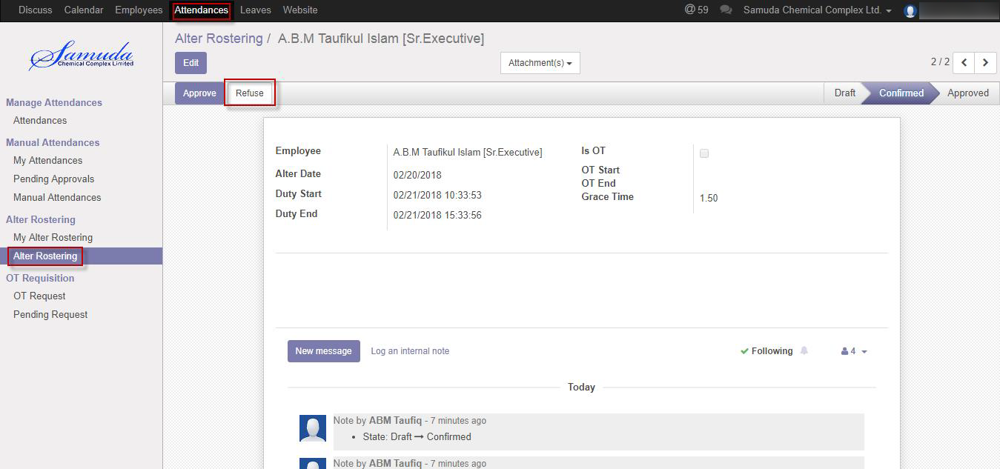 Discuss Calendar Employees Attendances Leaves Website @ 59 Samuda Chemical Complex Ltd.
Samuda
Chemical Complex Limited
Alter Rostering / A.B.M Taufikul Islam [Sr.Executive]
Edit Attachment(s) 2 / 2
Approve Refuse Draft Confirmed Approved
Manage Attendances
Attendances
Manual Attendances
My Attendances
Pending Approvals
Manual Attendances
Alter Rostering
My Alter Rostering
Alter Rostering
OT Requisition
OT Request
Pending Request
Employee A.B.M Taufikul Islam [Sr.Executive]
Alter Date 02/20/2018
Duty Start 02/21/2018 10:33:53
Duty End 02/21/2018 15:33:56
Is OT
OT Start
OT End
Grace Time 1.50
New message Log an internal note Following 4
Today
Note by ABM Taufiq - 7 minutes ago
• State: Draft → Confirmed
Note by ABM Taufiq - 7 minutes ago